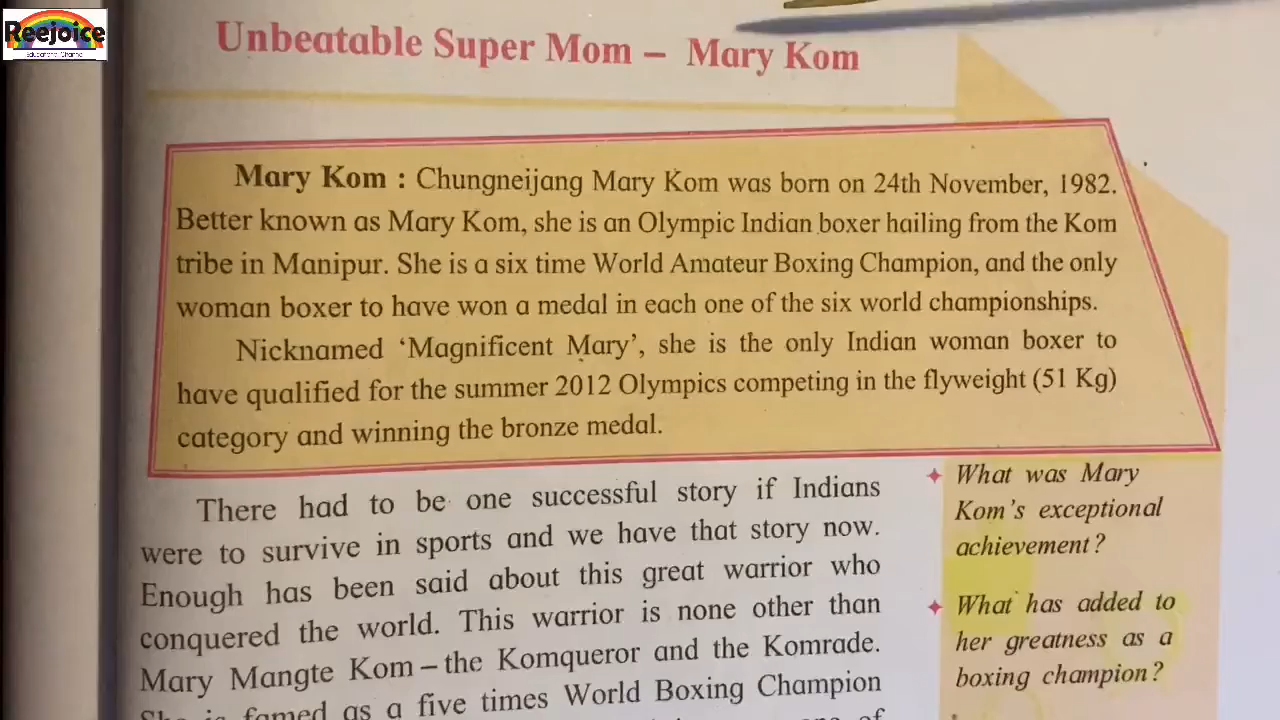 Reejoice
Educational Channel
Unbeatable Super Mom – Mary Kom
Mary Kom : Chungneijang Mary Kom was born on 24th November, 1982.
Better known as Mary Kom, she is an Olympic Indian boxer hailing from the Kom
tribe in Manipur. She is a six time World Amateur Boxing Champion, and the only
woman boxer to have won a medal in each one of the six world championships.
Nicknamed ‘Magnificent Mary’, she is the only Indian woman boxer to
have qualified for the summer 2012 Olympics competing in the flyweight (51 Kg)
category and winning the bronze medal.
There had to be one successful story if Indians
were to survive in sports and we have that story now.
Enough has been said about this great warrior who
conquered the world. This warrior is none other than
Mary Mangte Kom – the Komqueror and the Komrade.
She is famed as a five times World Boxing Champion
one of
What was Mary
Kom’s exceptional
achievement?
What has added to
her greatness as a
boxing champion?